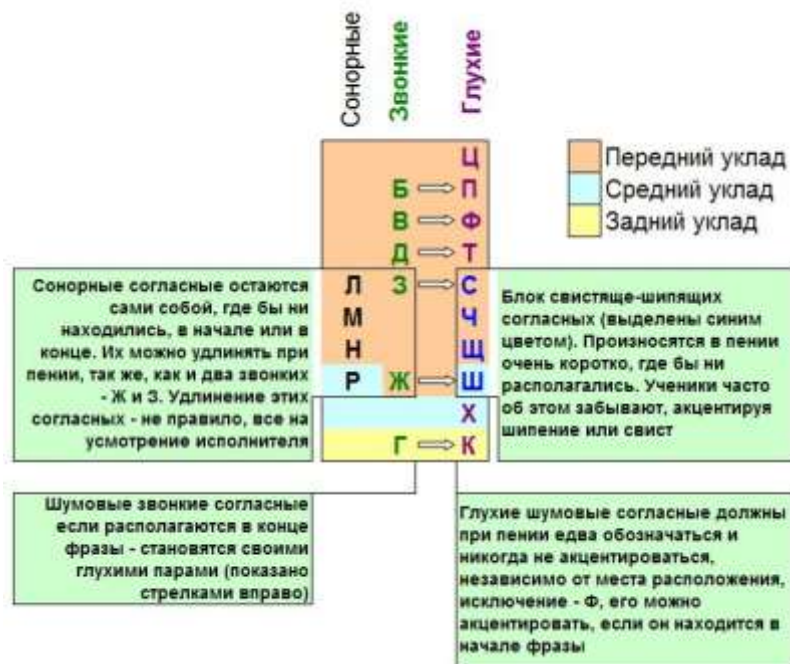 Сонорные
Звонкие
Глухие
Ц
Б П
В Ф
Д Т
Л З С
М Ч
Н Щ
Р Ж Ш
Х
Г К
Передний уклад
Средний уклад
Задний уклад
Сонорные согласные остаются
сами собой, где бы ни
находились, в начале или в
конце. Их можно удлинять при
пении, так же, как и два звонких
- Ж и З. Удлинение этих
согласных - не правило, все на
усмотрение исполнителя
Блок свистяще-шипящих
согласных (выделены синим
цветом). Произносятся в пении
очень коротко, где бы ни
располагались. Ученики часто
об этом забывают, акцентируя
шипение или свист
Шумовые звонкие согласные
если располагаются в конце
фразы - становятся своими
глухими парами (показано
стрелками вправо)
Глухие шумовые согласные должны
при пении едва обозначаться и
никогда не акцентироваться,
независимо от места расположения,
исключение - Ф, его можно
акцентировать, если он находится в
начале фразы